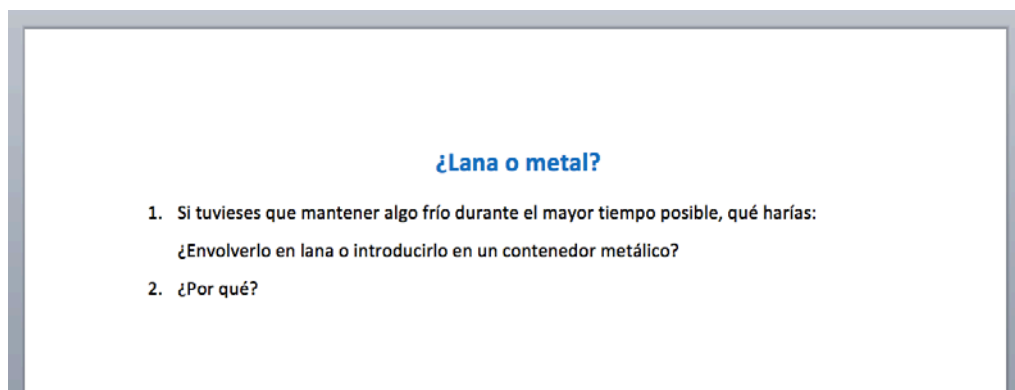 ¿Lana o metal?
1. Si tuvieses que mantener algo frío durante el mayor tiempo posible, qué harías:
¿Envolverlo en lana o introducirlo en un contenedor metálico?
2. ¿Por qué?